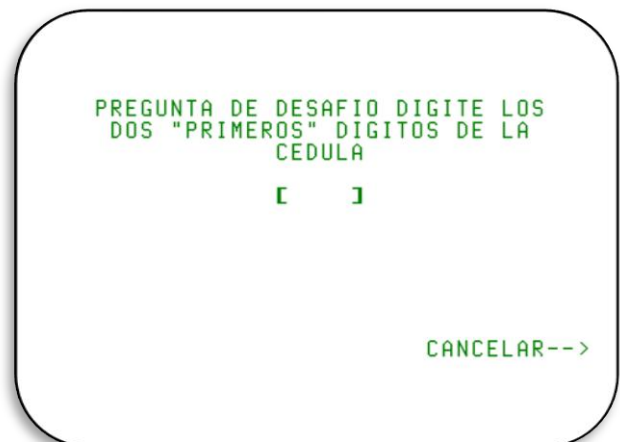 PREGUNTA DE DESAFIO DIGITE LOS
DOS "PRIMEROS" DIGITOS DE LA
CEDULA
[ ]
CANCELAR-->